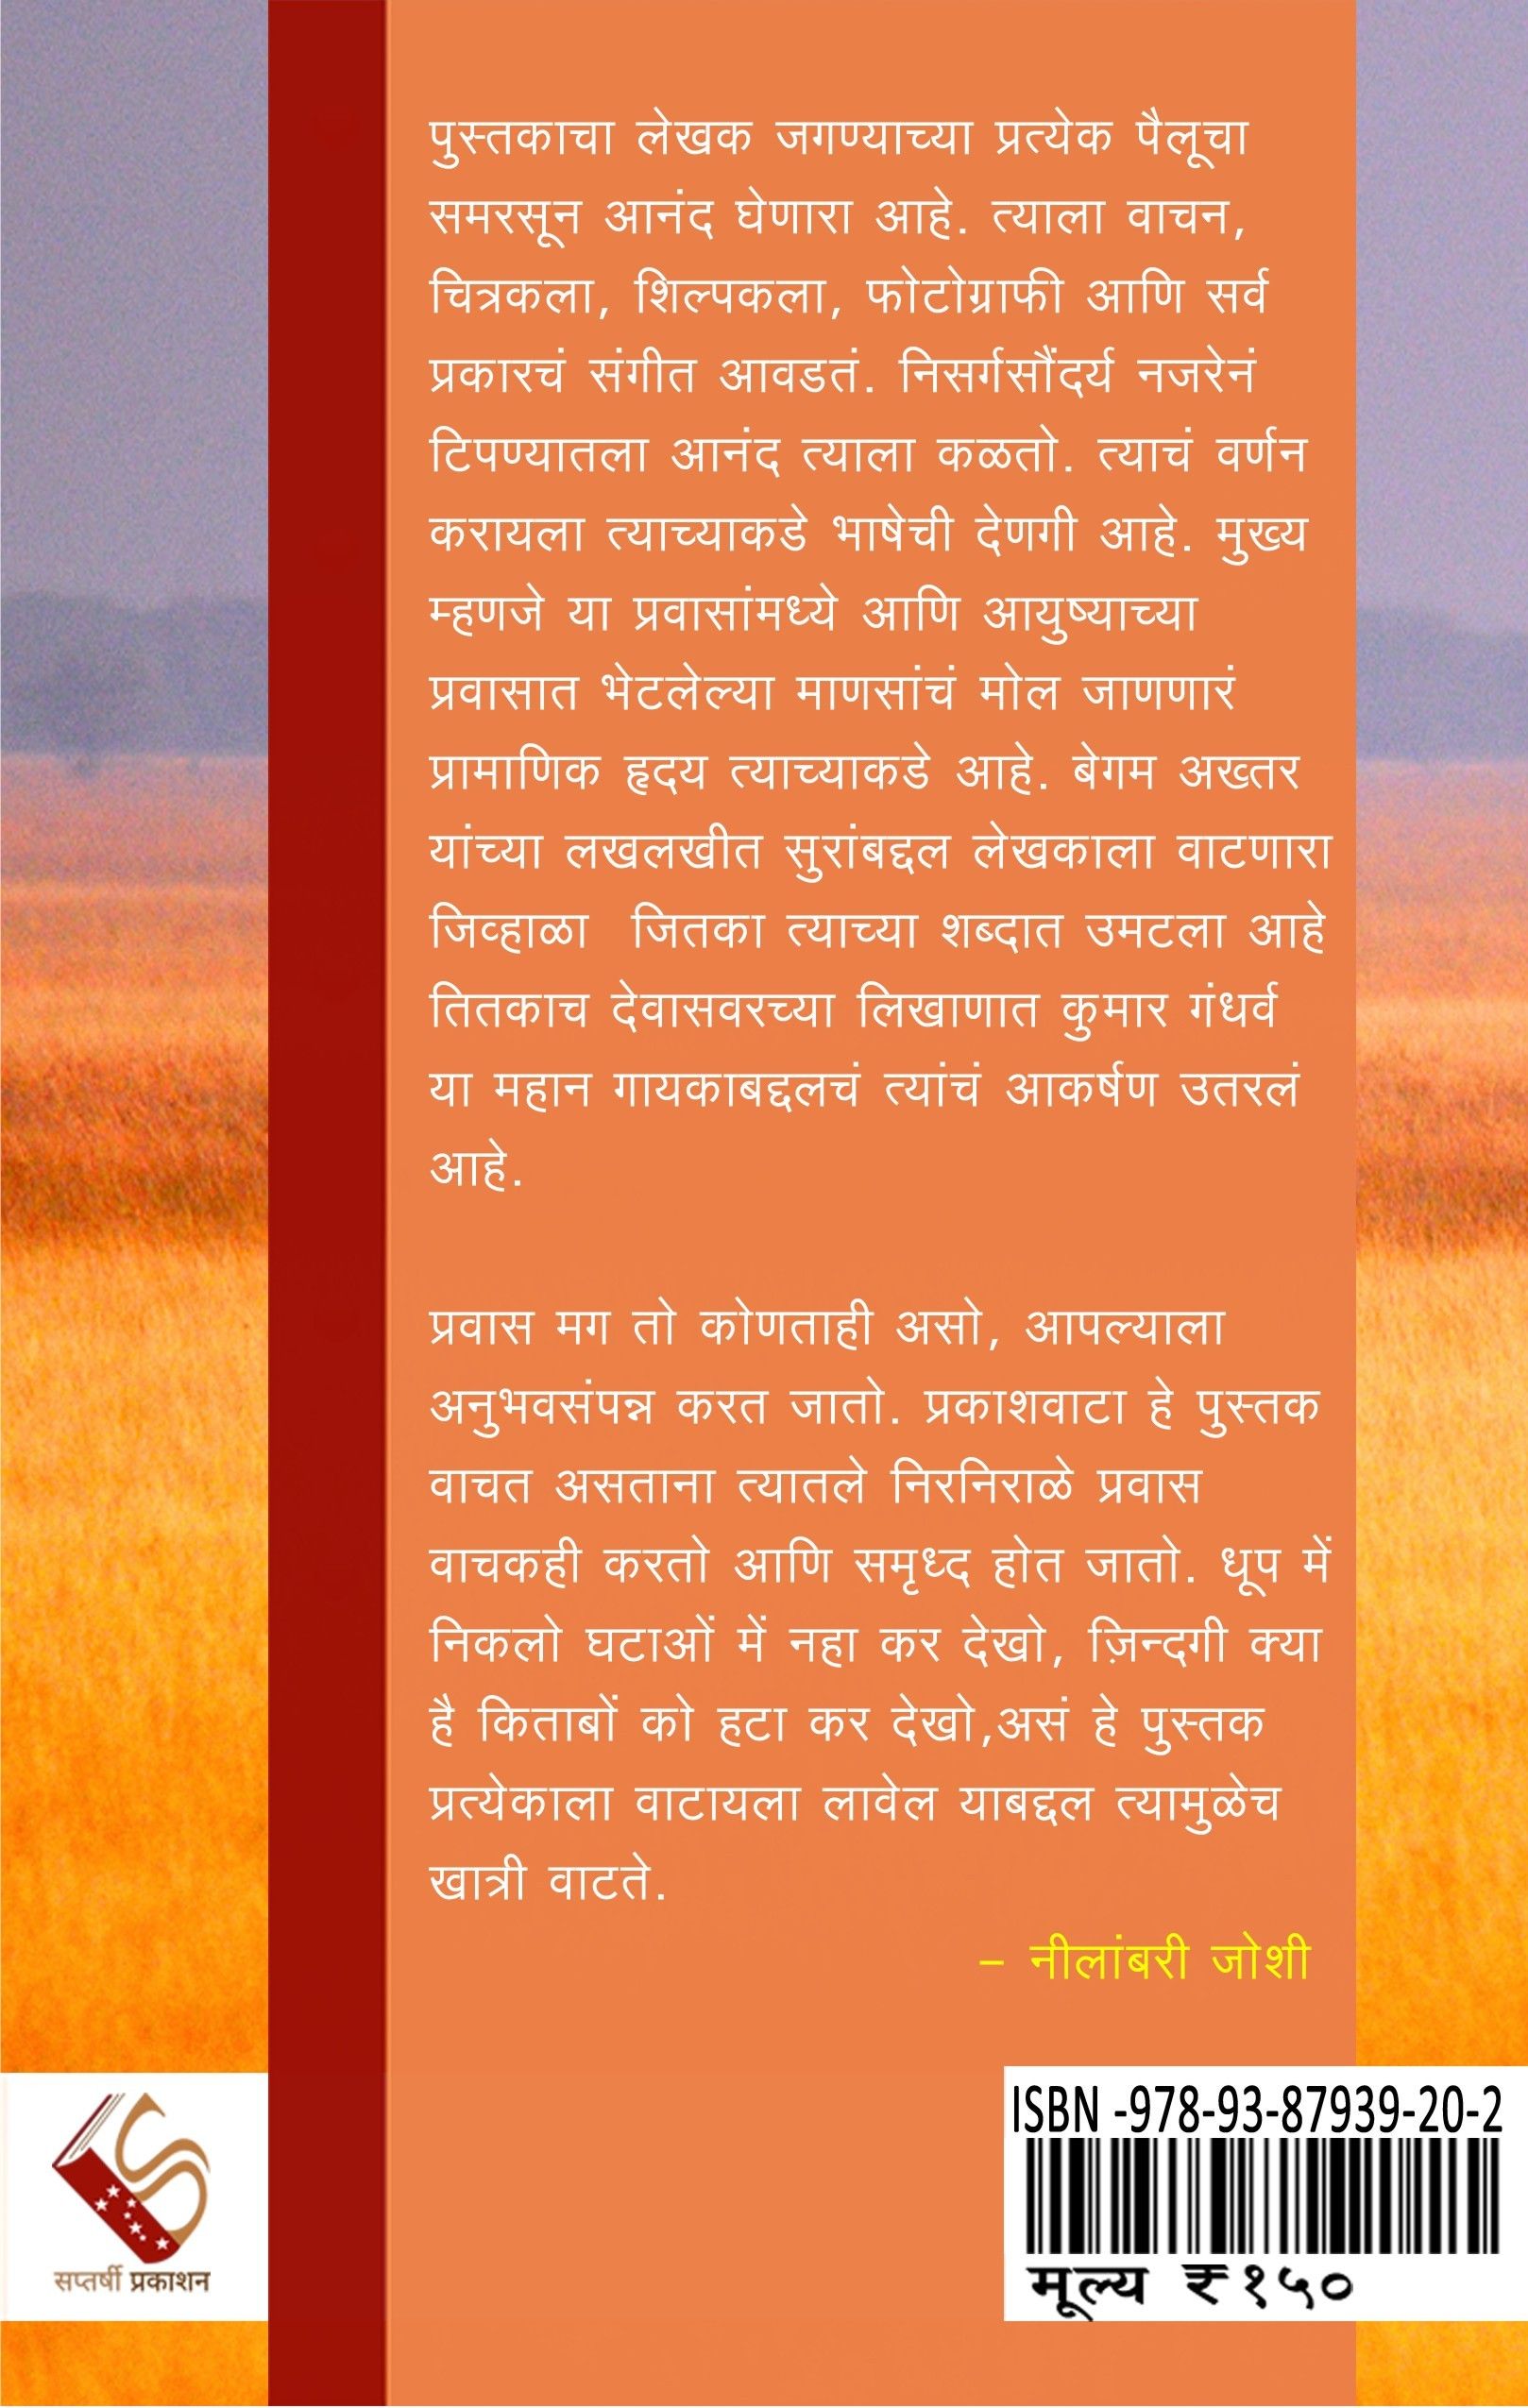 पुस्तकाचा लेखक जगण्याच्या प्रत्येक पैलूचा
समरसून आनंद घेणारा आहे. त्याला वाचन,
चित्रकला, शिल्पकला, फोटोग्राफी आणि सर्व
प्रकारचं संगीत आवडतं. निसर्गसौंदर्य नजरेनं
टिपण्यातला आनंद त्याला कळतो. त्याचं वर्णन
करायला त्याच्याकडे भाषेची देणगी आहे. मुख्य
म्हणजे या प्रवासांमध्ये आणि आयुष्याच्या
प्रवासात भेटलेल्या माणसांचं मोल जाणणारं
प्रामाणिक हृदय त्याच्याकडे आहे. बेगम अख्तर
यांच्या लखलखीत सुरांबद्दल लेखकाला वाटणारा
जिव्हाळा जितका त्याच्या शब्दात उमटला आहे
तितकाच देवासवरच्या लिखाणात कुमार गंधर्व
या महान गायकाबद्दलचं त्यांचं आकर्षण उतरलं
आहे.
प्रवास मग तो कोणताही असो, आपल्याला
अनुभवसंपन्न करत जातो. प्रकाशवाटा हे पुस्तक
वाचत असताना त्यातले निरनिराळे प्रवास
वाचकही करतो आणि समृध्द होत जातो. धूप में
निकलो घटाओं में नहा कर देखो, ज़िन्दगी क्या
है किताबों को हटा कर देखो,असं हे पुस्तक
प्रत्येकाला वाटायला लावेल याबद्दल त्यामुळेच
खात्री वाटते.
– नीलांबरी जोशी
ISBN -978-93-87939-20-2
मूल्य ₹१५०
सप्तर्षी प्रकाशन